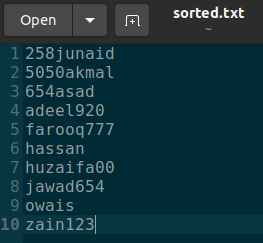 Open
sorted.txt
~
1 258junaid
2 5050akmal
3 654asad
4 adeel920
5 farooq777
6 hassan
7 huzaifa00
8 jawad654
9 owais
10 zain123